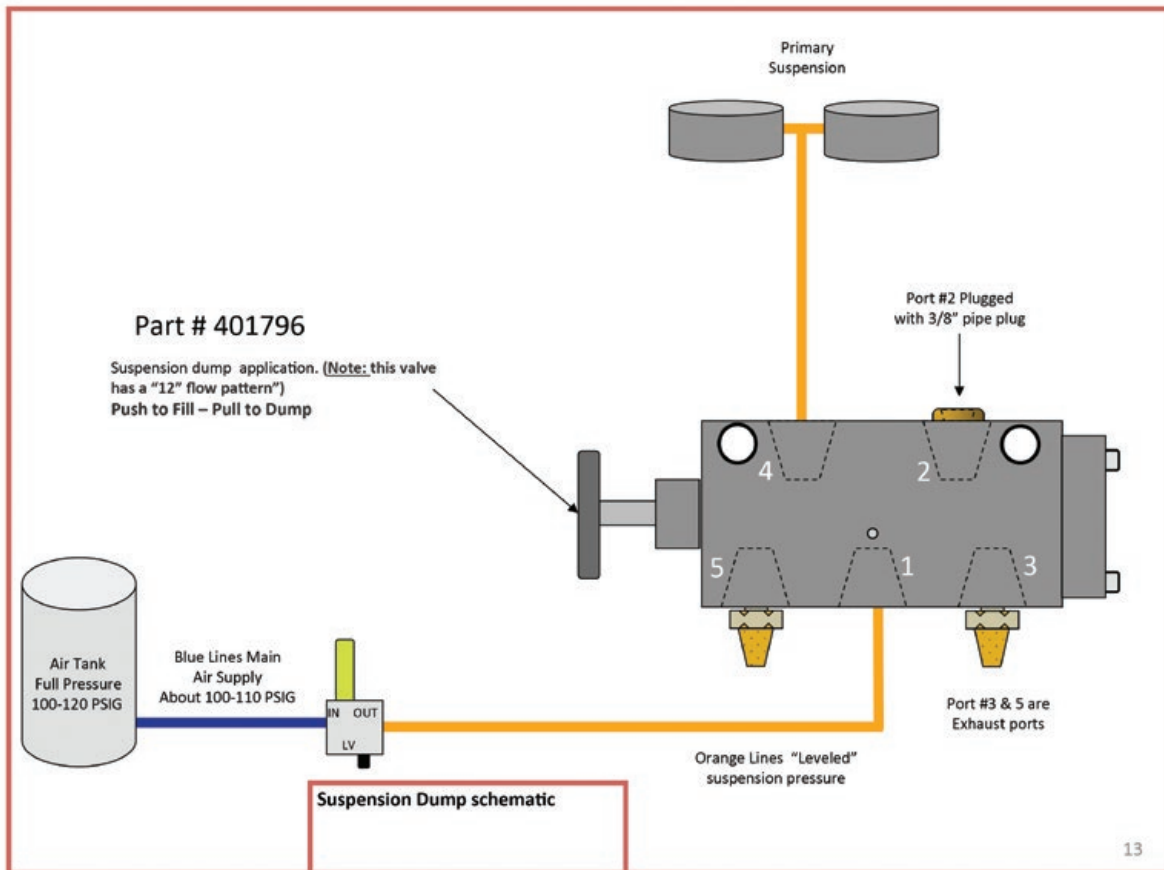 Primary
Suspension
Port #2 Plugged
with 3/8" pipe plug
Part # 401796
Suspension dump application. (Note: this valve
has a “12” flow pattern”)
Push to Fill – Pull to Dump
4
2
5
1
3
Air Tank
Full Pressure
100-120 PSIG
Blue Lines Main
Air Supply
About 100-110 PSIG
IN OUT
LV
Port #3 & 5 are
Exhaust ports
Orange Lines “Leveled”
suspension pressure
Suspension Dump schematic
13